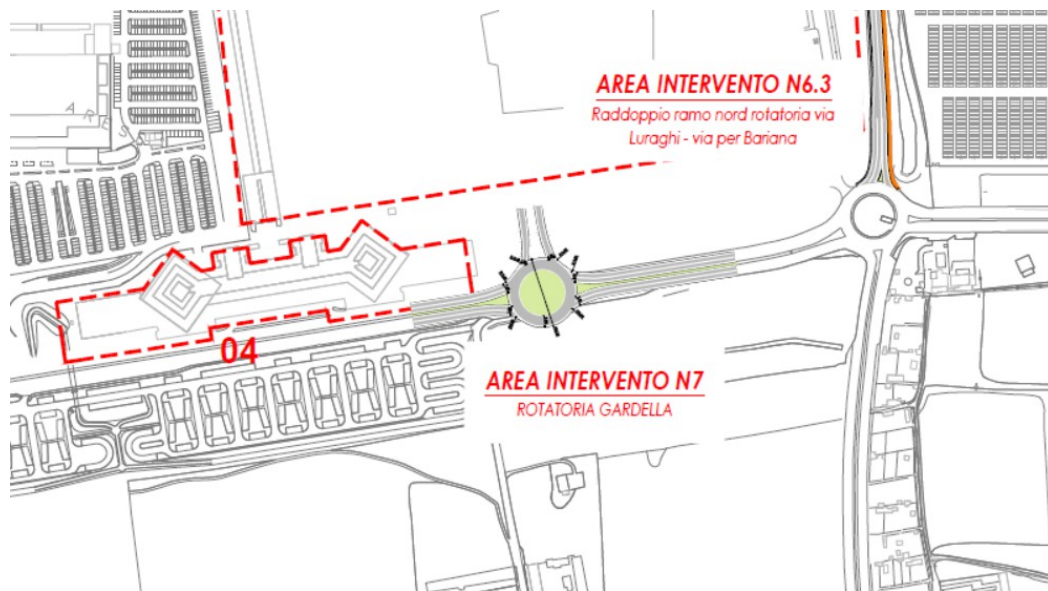 AREA INTERVENTO N6.3
Raddoppio ramo nord rotatoria via
Luraghi - via per Bariana
ARES
04
AREA INTERVENTO N7
ROTATORIA GARDELLA